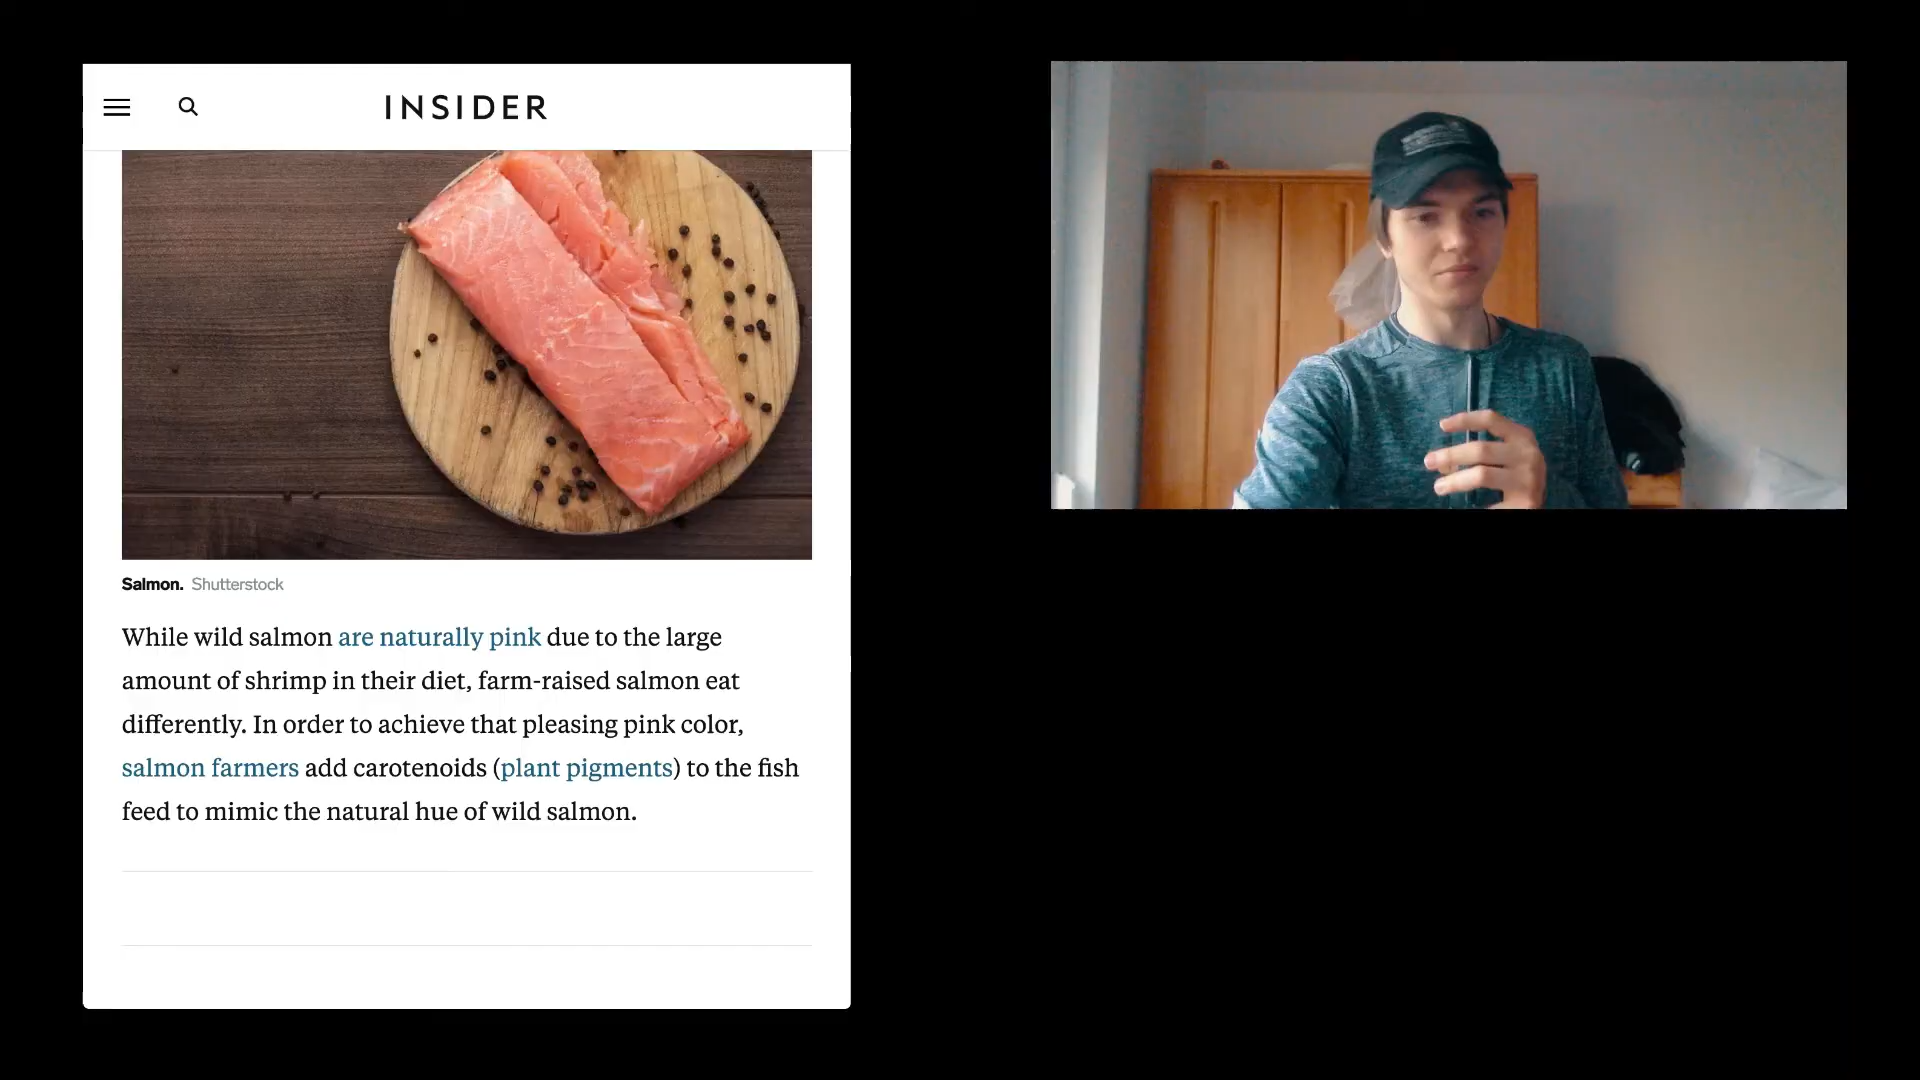 INSIDER
Salmon. Shutterstock
While wild salmon are naturally pink due to the large
amount of shrimp in their diet, farm-raised salmon eat
differently. In order to achieve that pleasing pink color,
salmon farmers add carotenoids (plant pigments) to the fish
feed to mimic the natural hue of wild salmon.